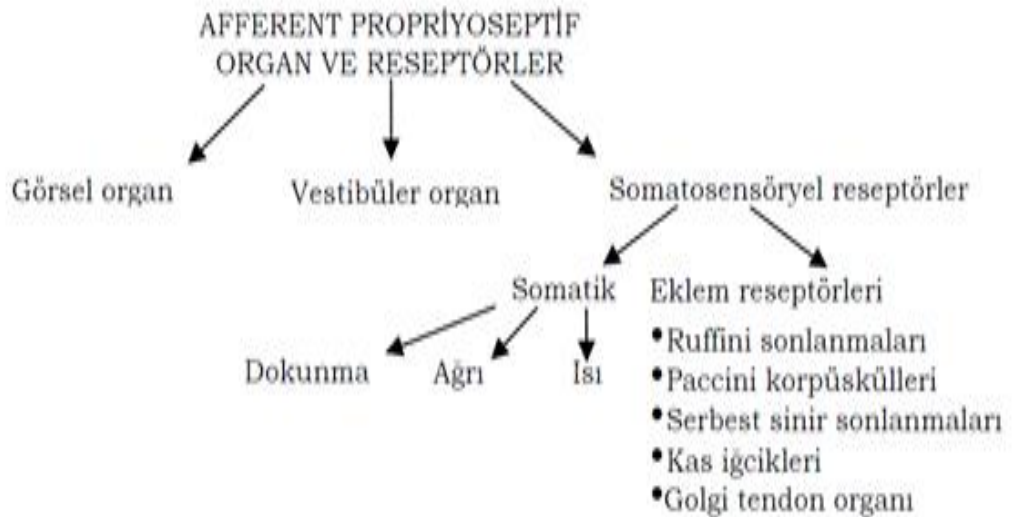 AFFERENT PROPRİYOSEPTİF
ORGAN VE RESEPTÖRLER
Görsel organ
Vestibüler organ
Somatosensöryel reseptörler
Somatik
Eklem reseptörleri
Dokunma
Ağrı
Isı
•Ruffini sonlanmaları
•Paccini korpüskülleri
•Serbest sinir sonlanmaları
•Kas iğcikleri
•Golgi tendon organı